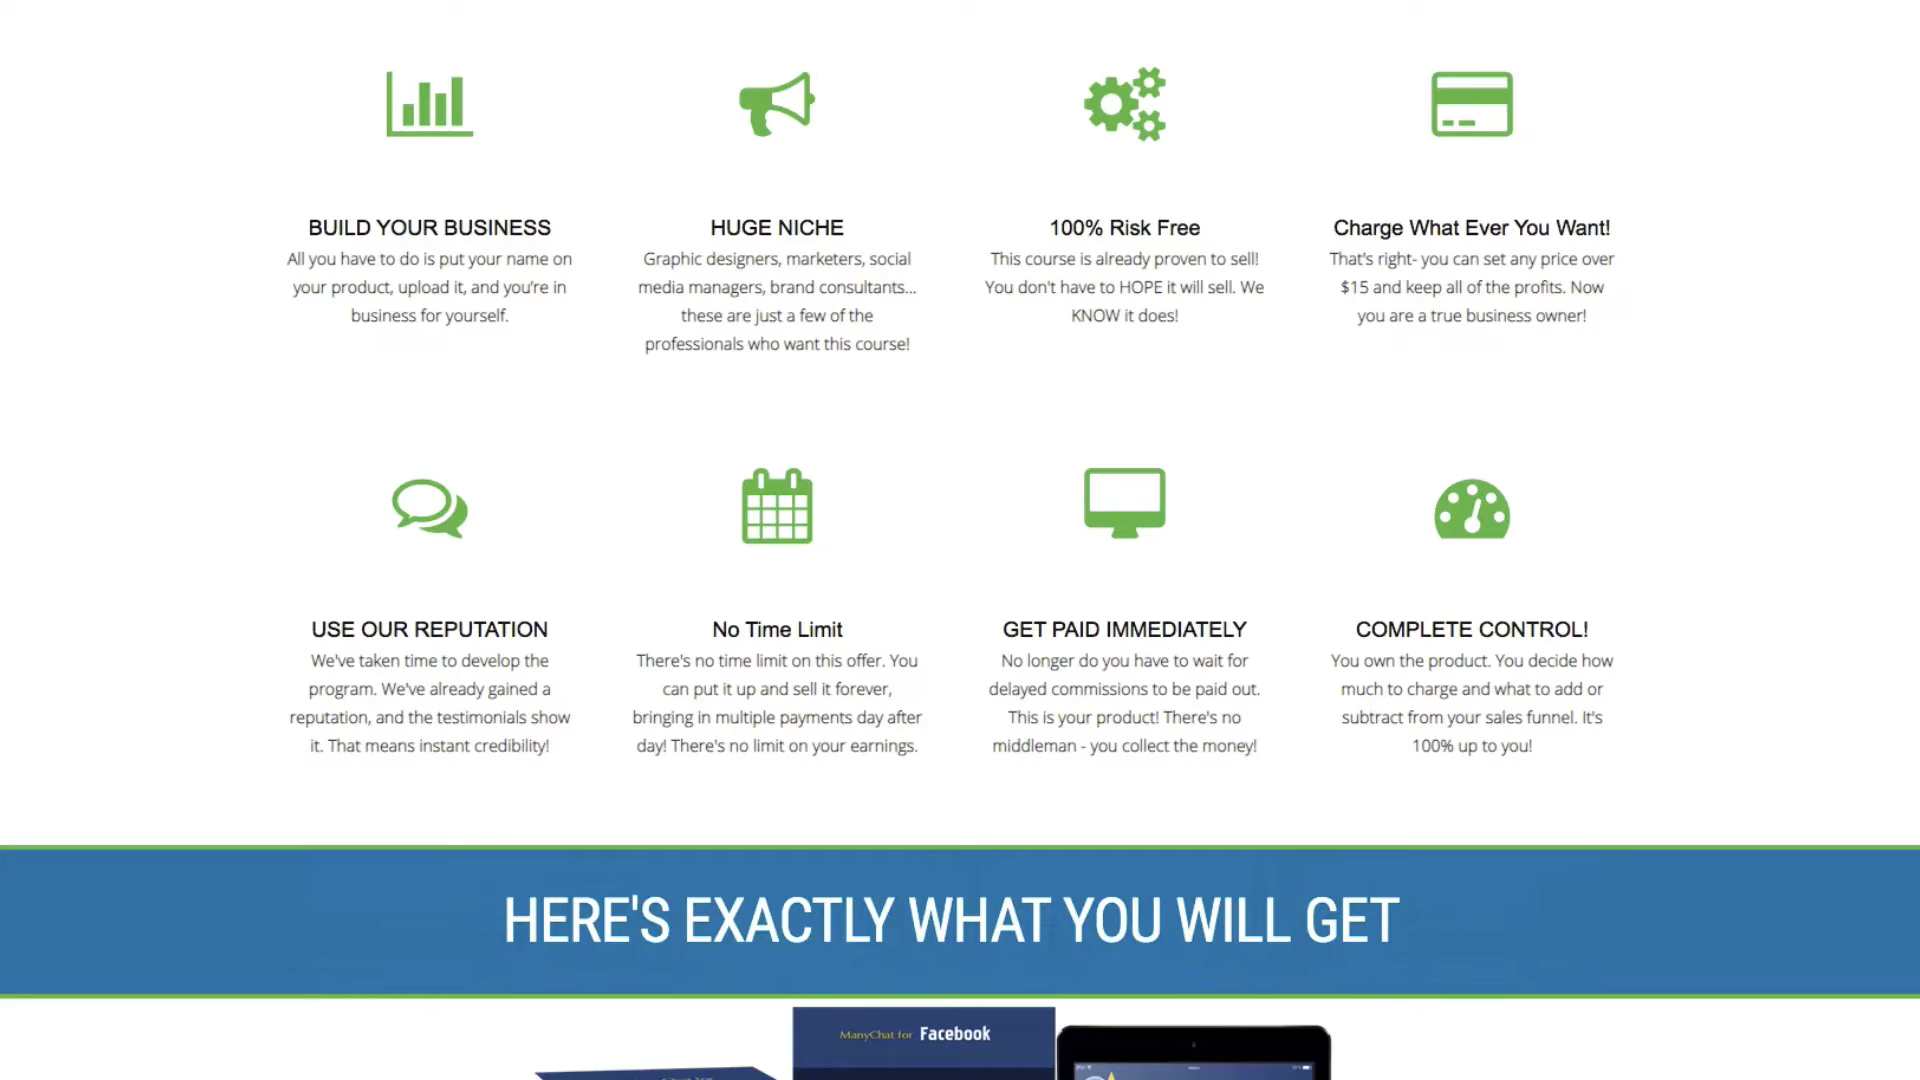 BUILD YOUR BUSINESS
All you have to do is put your name on
your product, upload it, and you're in
business for yourself.
HUGE NICHE
Graphic designers, marketers, social
media managers, brand consultants...
these are just a few of the
professionals who want this course!
100% Risk Free
This course is already proven to sell!
You don't have to HOPE it will sell. We
KNOW it does!
Charge What Ever You Want!
That's right- you can set any price over
$15 and keep all of the profits. Now
you are a true business owner!
USE OUR REPUTATION
We've taken time to develop the
program. We've already gained a
reputation, and the testimonials show
it. That means instant credibility!
No Time Limit
There's no time limit on this offer. You
can put it up and sell it forever,
bringing in multiple payments day after
day! There's no limit on your earnings.
GET PAID IMMEDIATELY
No longer do you have to wait for
delayed commissions to be paid out.
This is your product! There's no
middleman - you collect the money!
COMPLETE CONTROL!
You own the product. You decide how
much to charge and what to add or
subtract from your sales funnel. It's
100% up to you!
HERE'S EXACTLY WHAT YOU WILL GET
ManyChat for Facebook